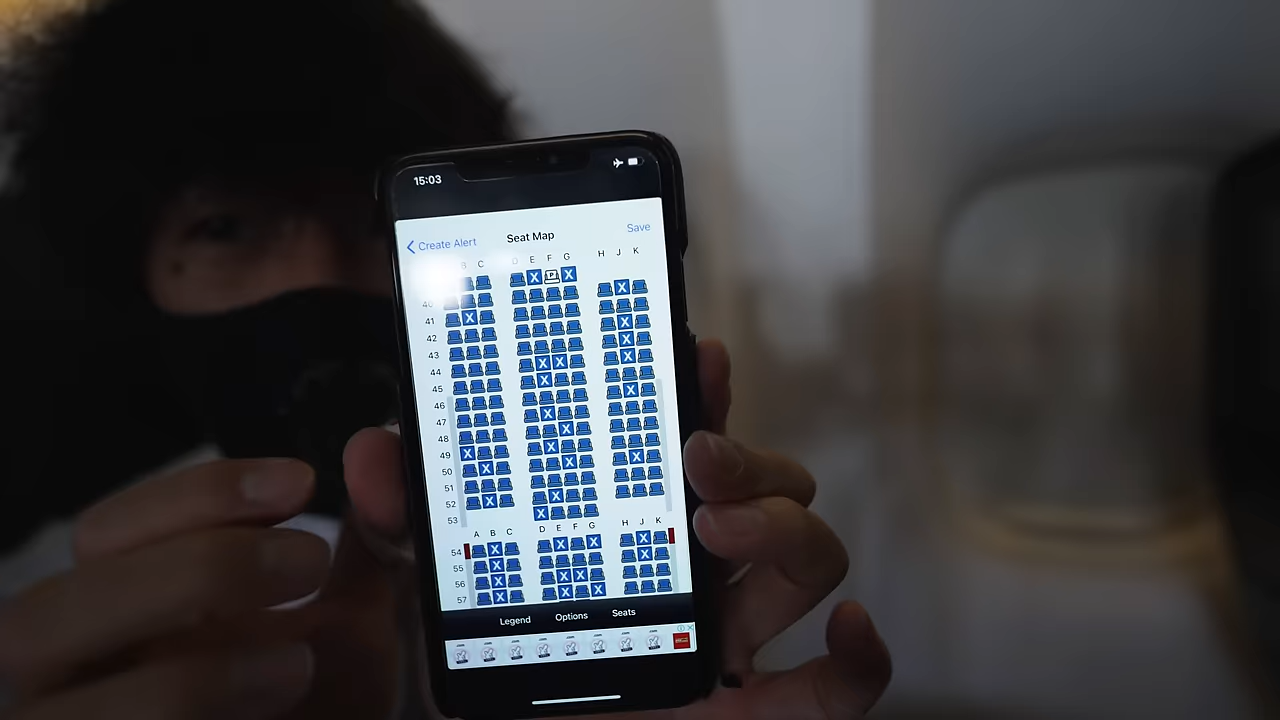 15:03
Create Alert Seat Map Save
B C D E F G H J K
P
X X
40 X
41 X X
42 X
43 X
44 X X
45 X X
46
47 X
48 X
49 X X X
50 X X
51
52 X X
53 X
A B C D E F G H J K
54 X X X X
55 X
56 X X X
57 X X X
Legend Options Seats